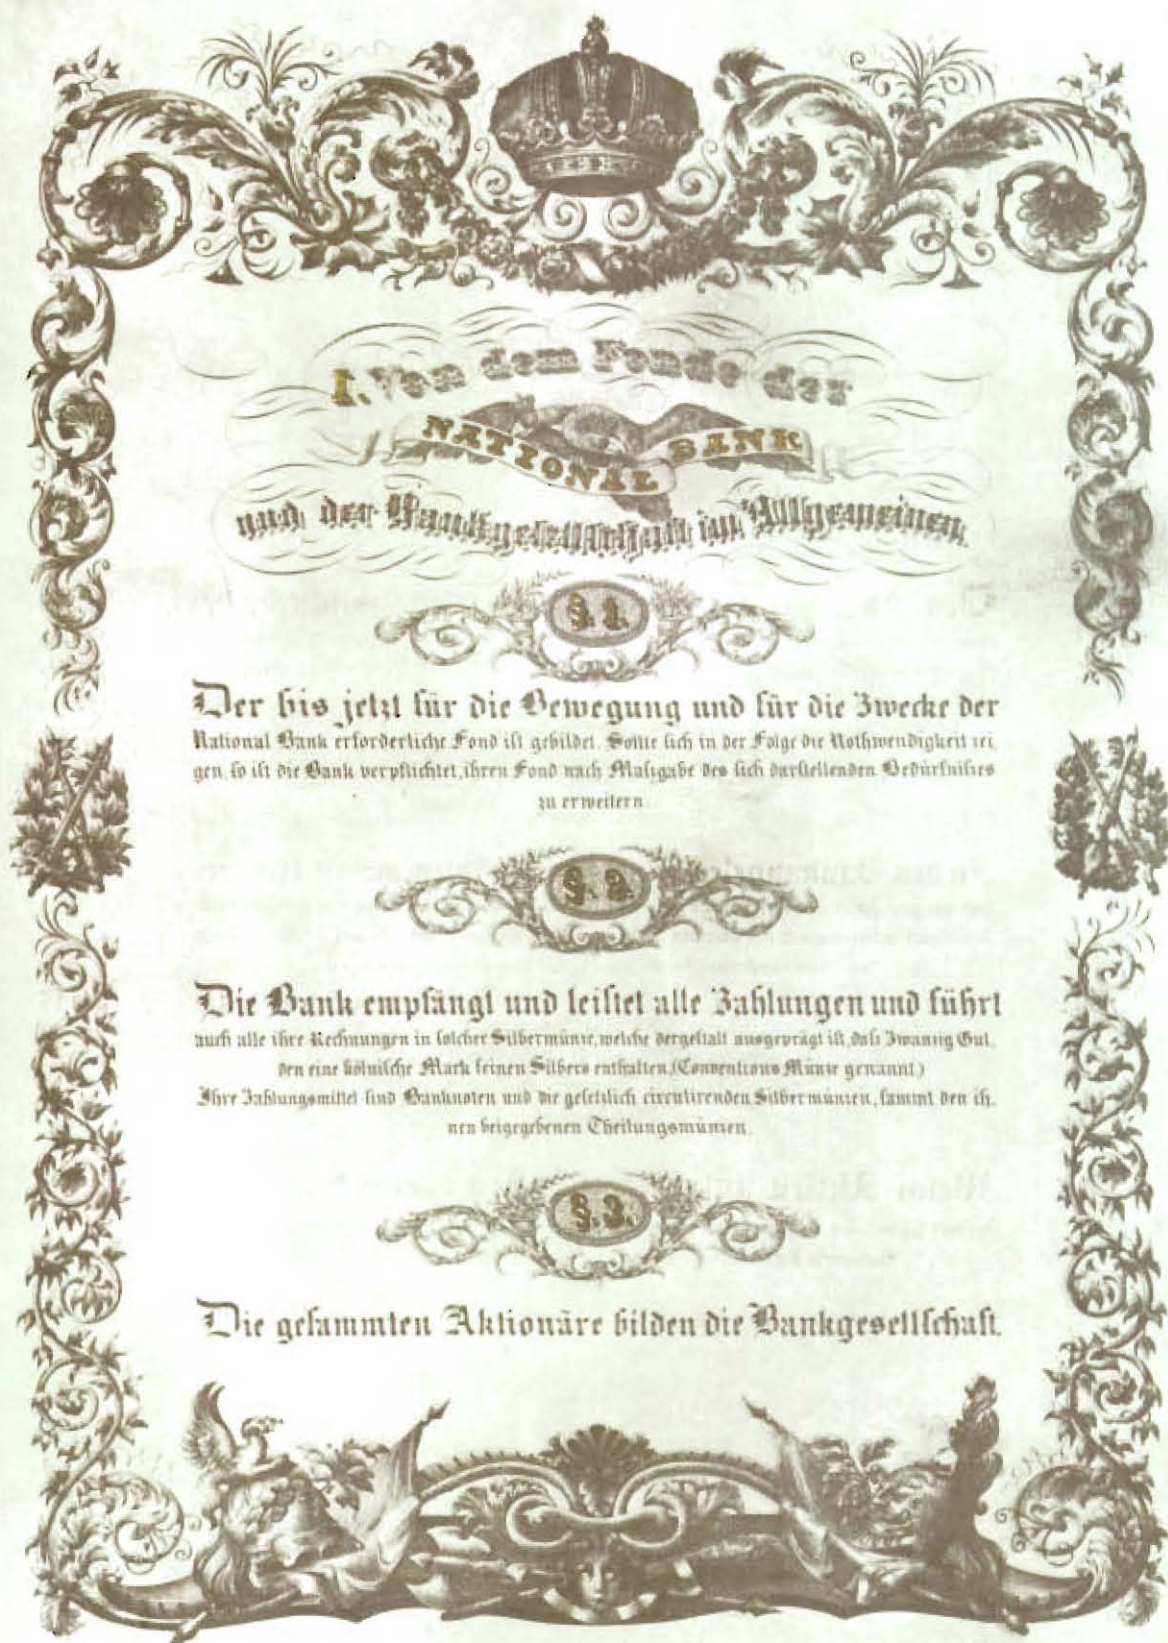 I. Von dem Fonde der
NATIONAL BANK
und der Bankgesellschaft im Allgemeinen.
§. 1.
Der bis jetzt für die Bewegung und für die Zwecke der
National Bank erforderliche Fond ist gebildet. Sollte sich in der Folge die Nothwendigkeit zei,
gen, so ist die Bank verpflichtet, ihren Fond nach Maßgabe des sich darstellenden Bedürfnißes
zu erweitern.
§. 2.
Die Bank empfängt und leistet alle Zahlungen und führt
auch alle ihre Rechnungen in solcher Silbermünze, welche dergestalt ausgeprägt ist, daß Zwanzig Gul,
den eine kölnische Mark feinen Silbers enthalten (Conventions Münze genannt)
Ihre Zahlungsmittel sind Banknoten und die gesetzlich circulirenden Silbermünzen, sammt den ih,
nen beigegebenen Theilungsmünzen.
§. 3.
Die gesammten Aktionäre bilden die Bankgesellschaft.